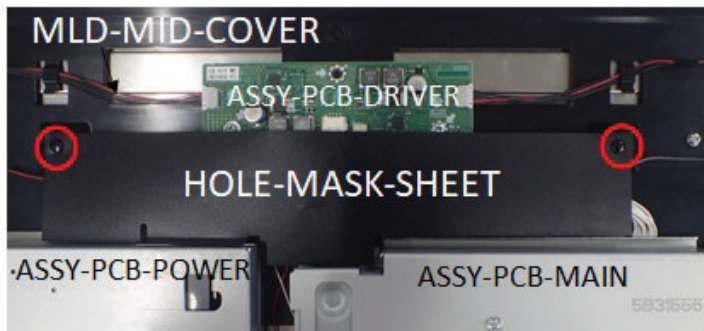 MLD-MID-COVER
ASSY-PCB-DRIVER
HOLE-MASK-SHEET
ASSY-PCB-POWER
ASSY-PCB-MAIN
5831555